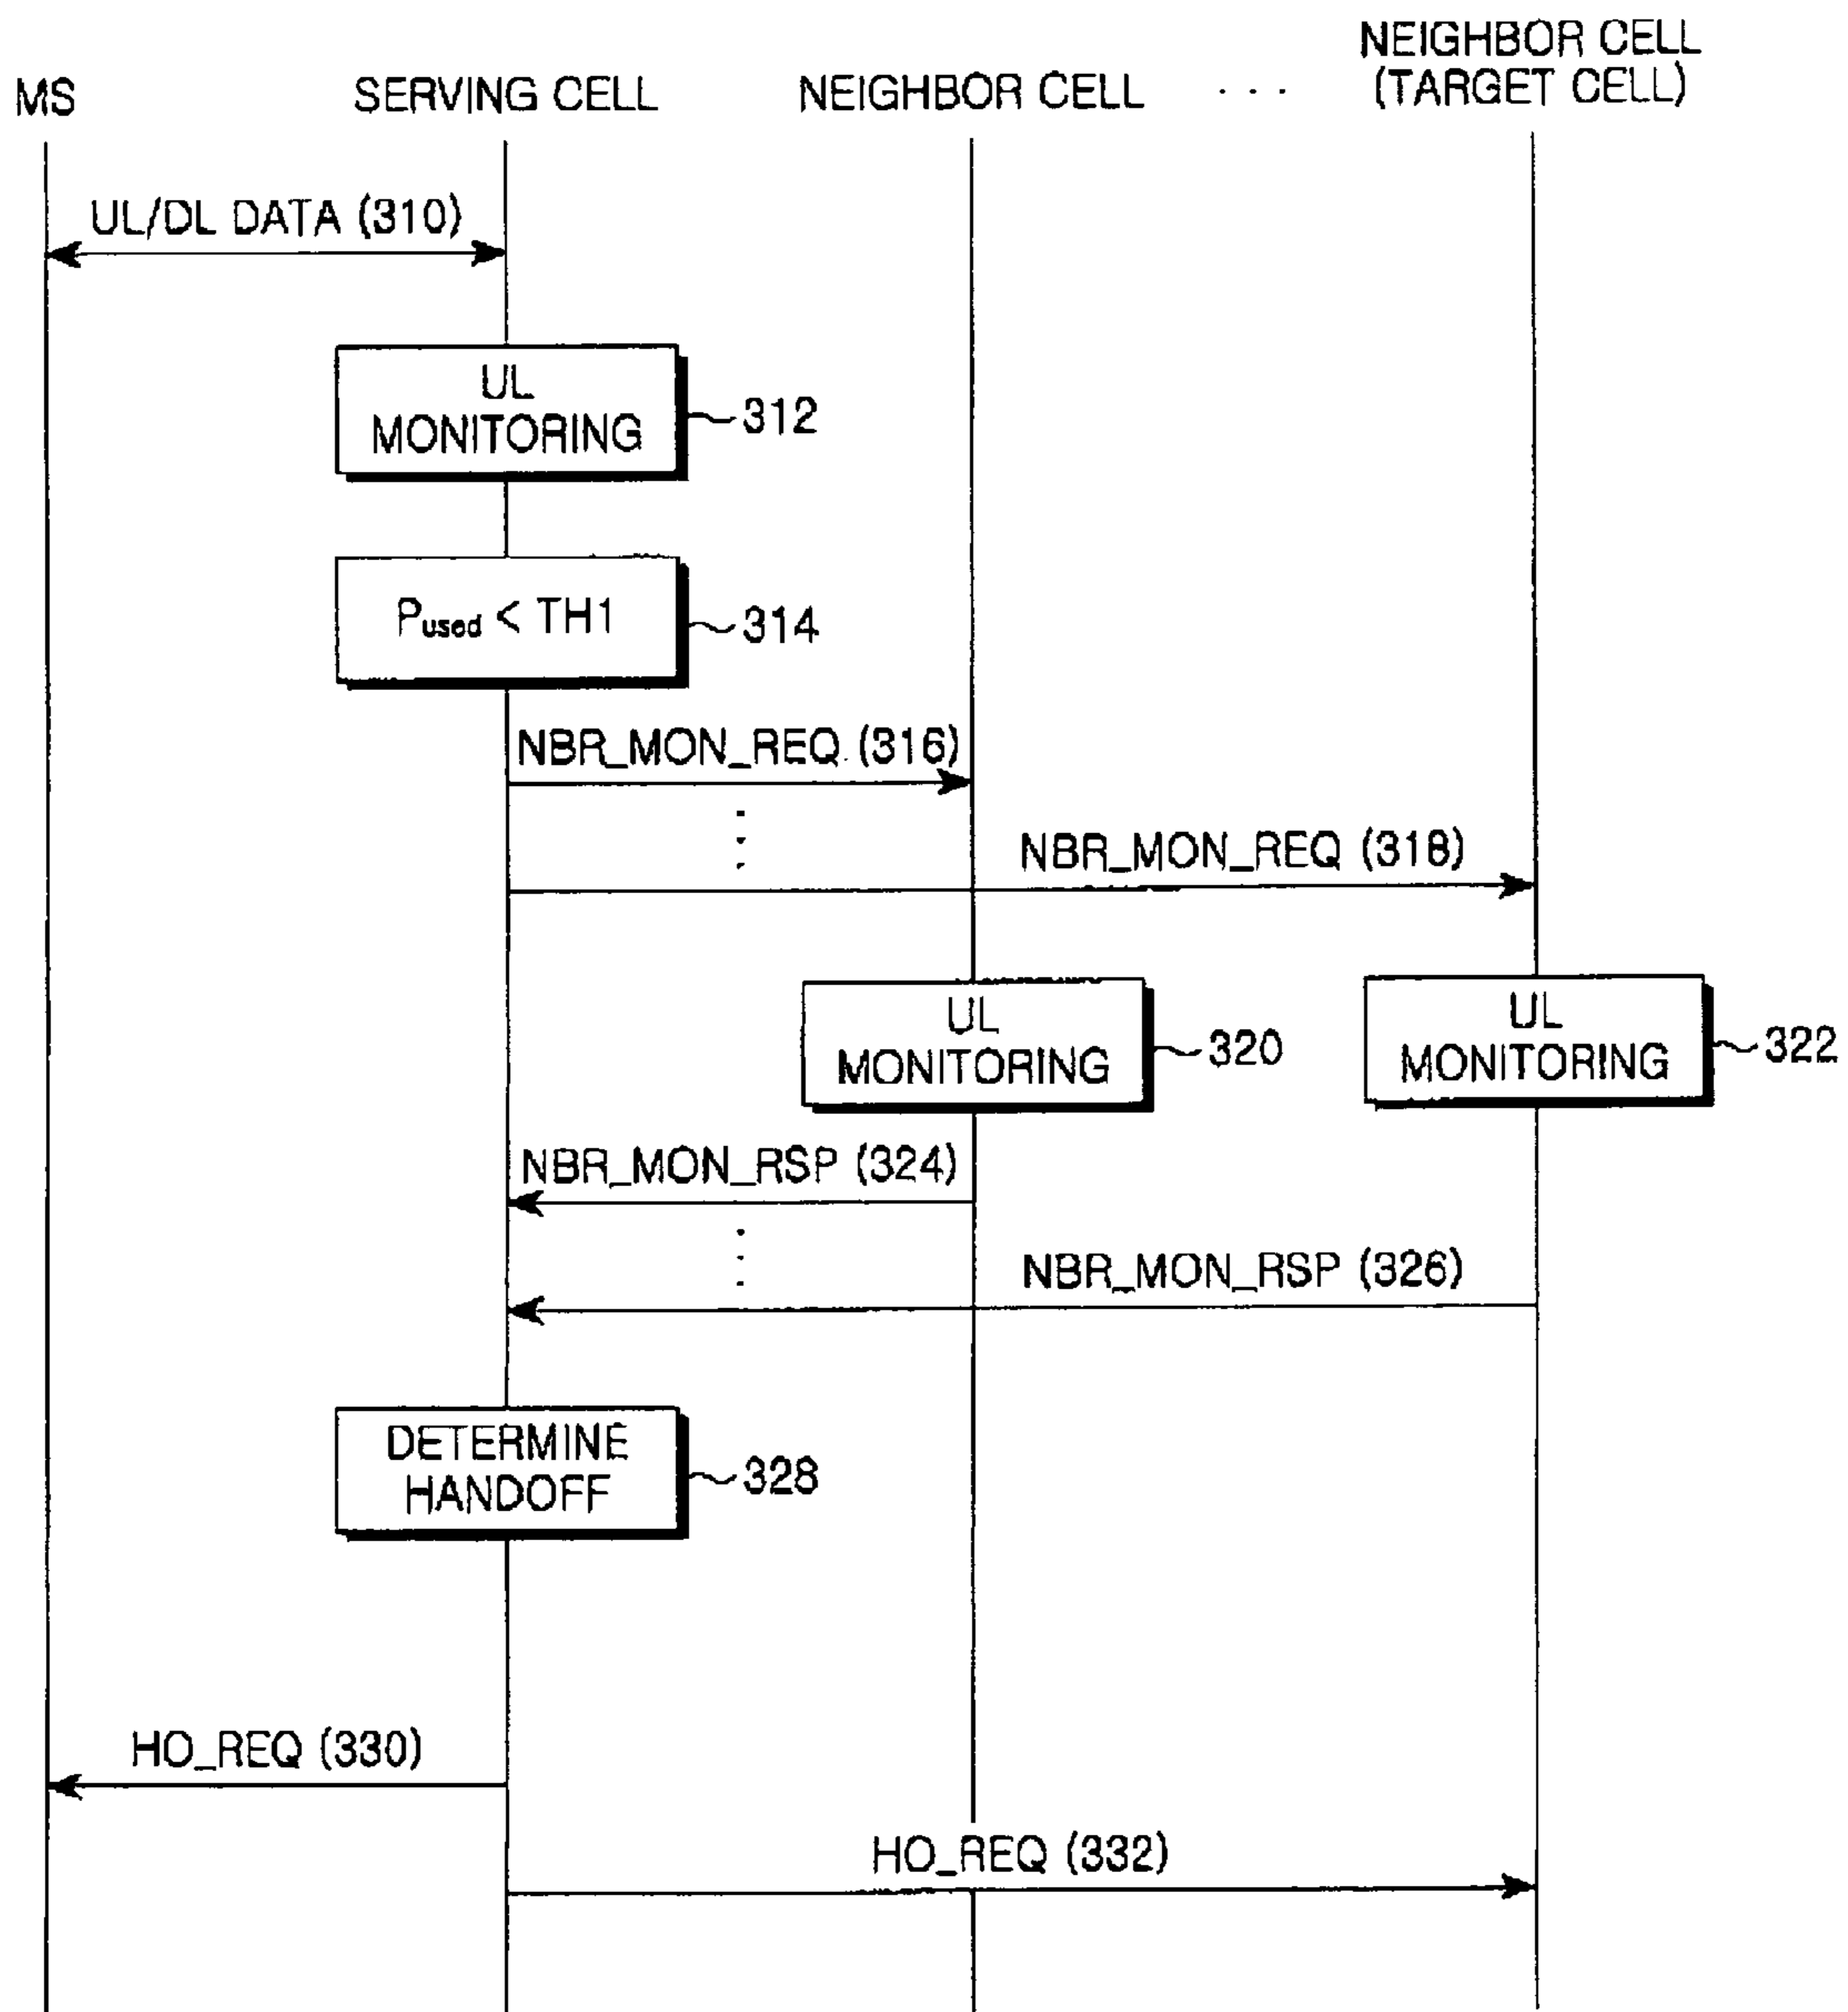 MS
SERVING CELL
NEIGHBOR CELL
. . .
NEIGHBOR CELL
(TARGET CELL)
UL/DL DATA (310)
UL
MONITORING
312
Pused < TH1
314
NBR_MON_REQ (316)
NBR_MON_REQ (318)
UL
MONITORING
320
UL
MONITORING
322
NBR_MON_RSP (324)
NBR_MON_RSP (326)
DETERMINE
HANDOFF
328
HO_REQ (330)
HO_REQ (332)